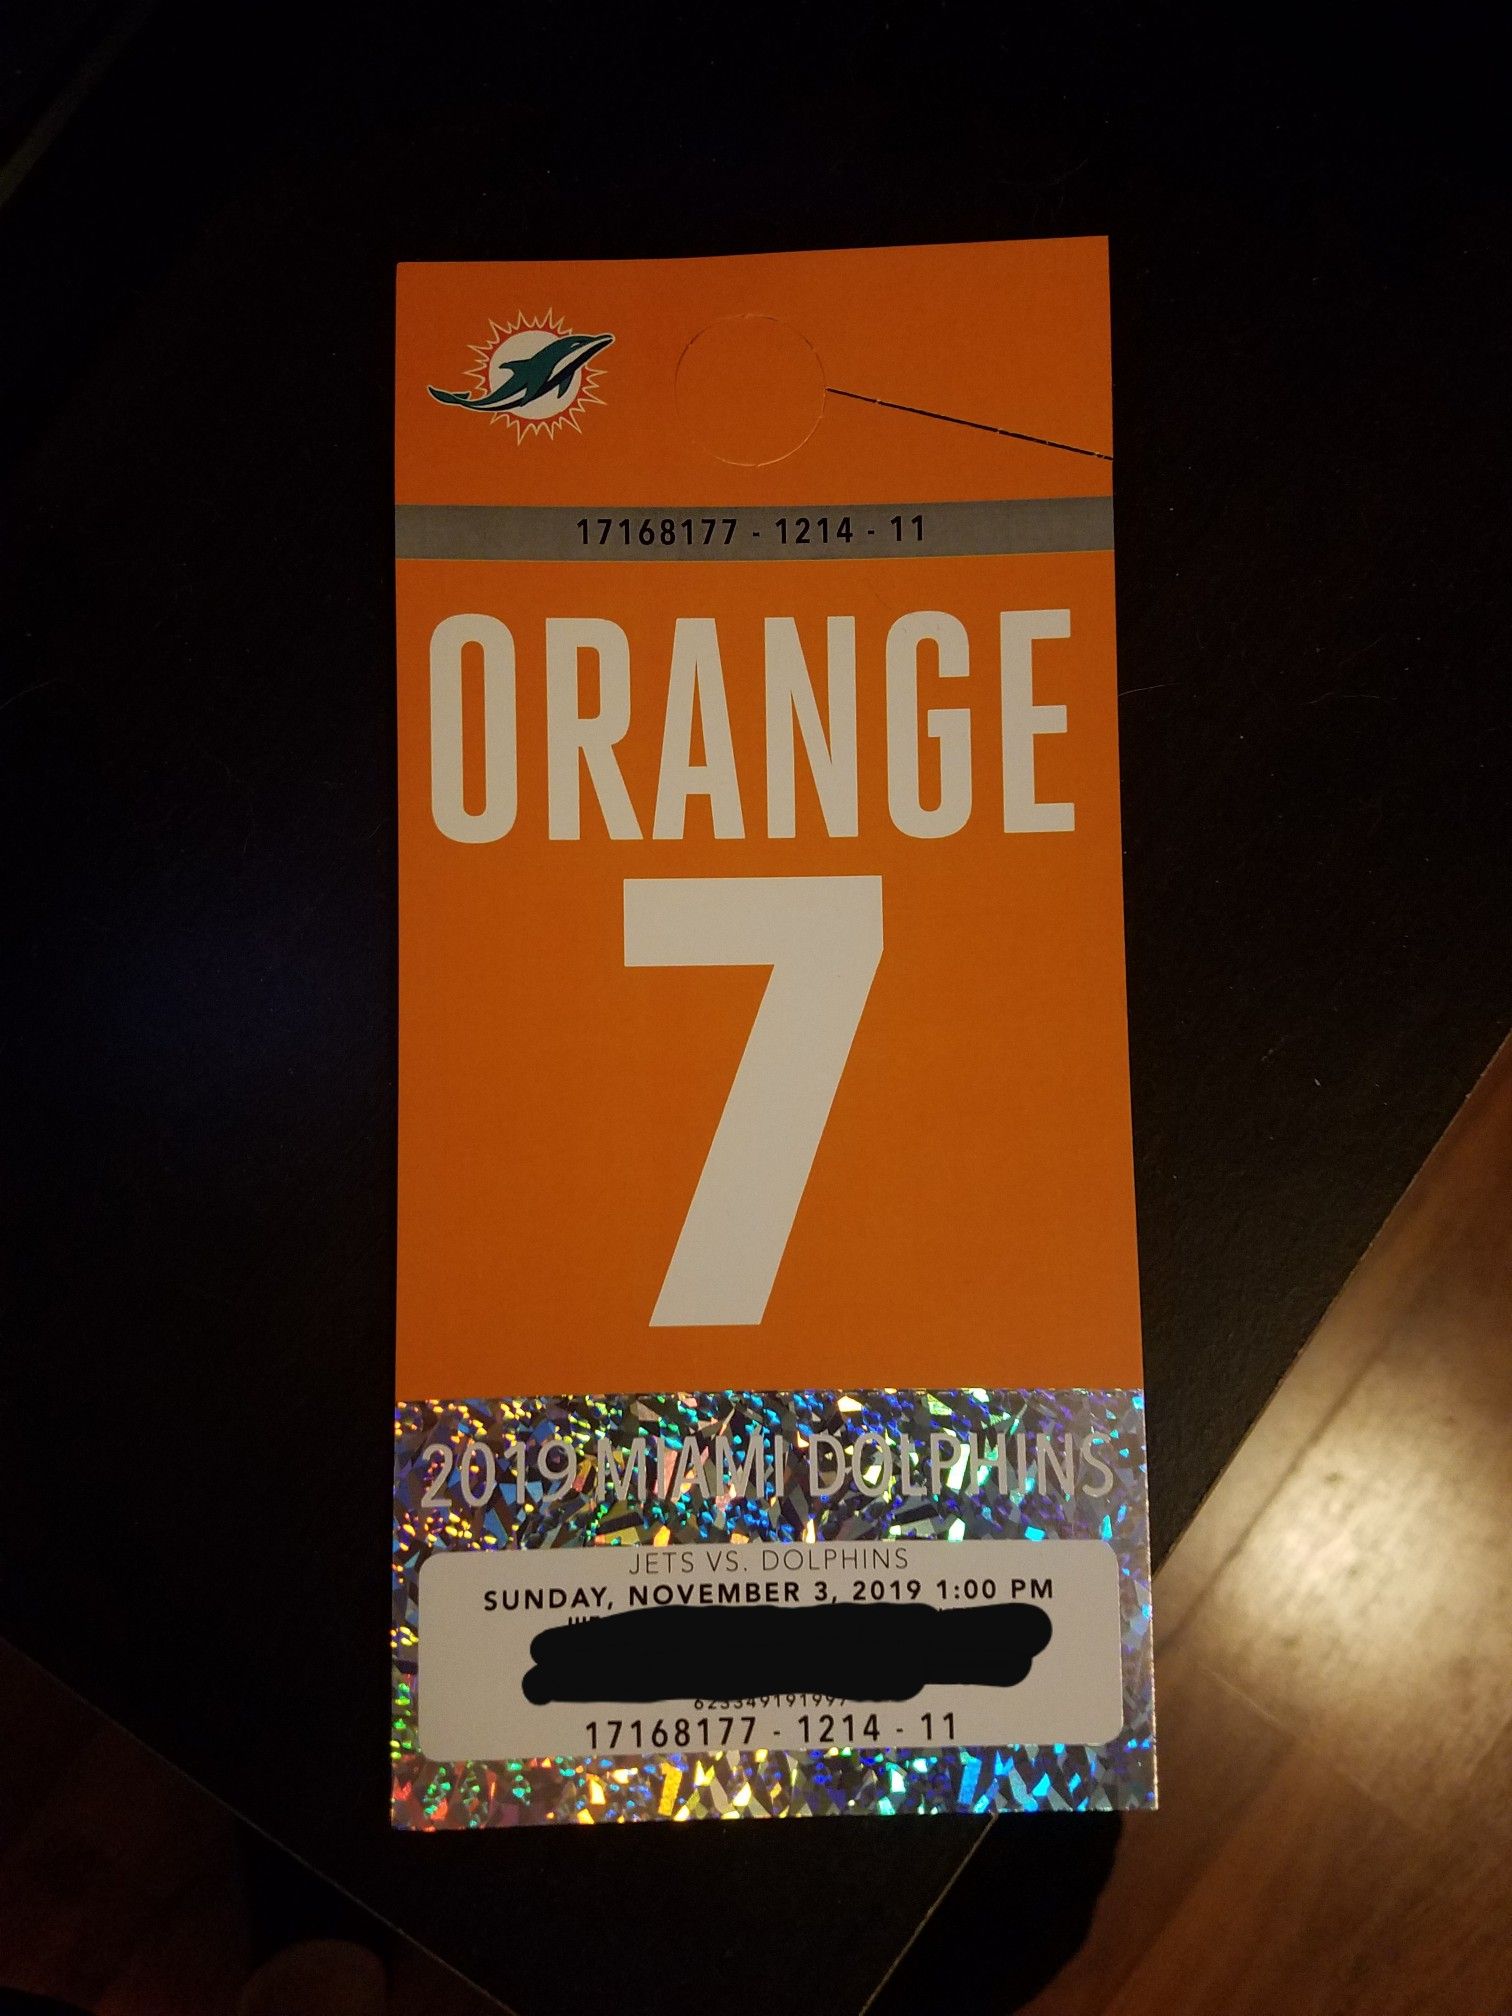 17168177 - 1214 - 11
ORANGE
7
2019 MIAMI DOLPHINS
JETS VS. DOLPHINS
SUNDAY, NOVEMBER 3, 2019 1:00 PM
17168177 - 1214 - 11